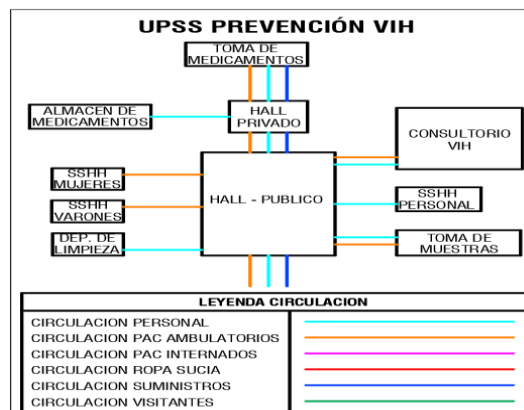 UPSS PREVENCIÓN VIH
TOMA DE
MEDICAMENTOS
ALMACEN DE
MEDICAMENTOS
HALL
PRIVADO
CONSULTORIO
VIH
SSHH
MUJERES
HALL - PUBLICO
SSHH
PERSONAL
SSHH
VARONES
DEP. DE
LIMPIEZA
TOMA DE
MUESTRAS
LEYENDA CIRCULACION
CIRCULACION PERSONAL
CIRCULACION PAC AMBULATORIOS
CIRCULACION PAC INTERNADOS
CIRCULACION ROPA SUCIA
CIRCULACION SUMINISTROS
CIRCULACION VISITANTES